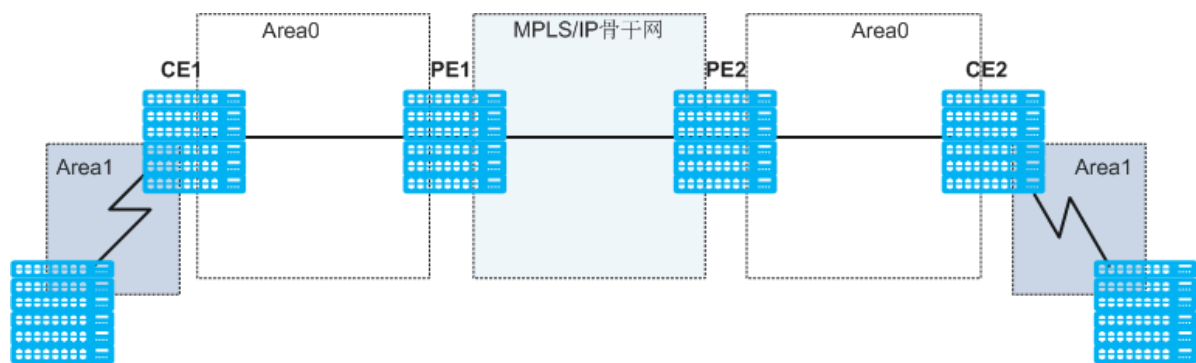 Area0
MPLS/IP骨干网
Area0
CE1
PE1
PE2
CE2
Area1
Area1